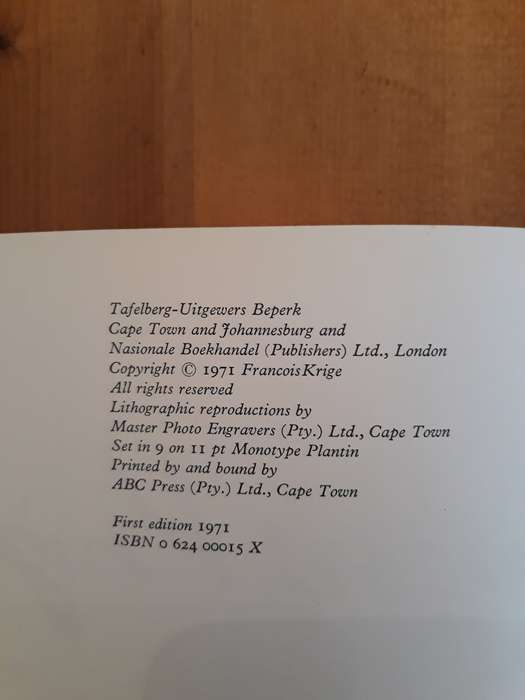 Tafelberg-Uitgewers Beperk
Cape Town and Johannesburg and
Nasionale Boekhandel (Publishers) Ltd., London
Copyright © 1971 Francois Krige
All rights reserved
Lithographic reproductions by
Master Photo Engravers (Pty.) Ltd., Cape Town
Set in 9 on 11 pt Monotype Plantin
Printed by and bound by
ABC Press (Pty.) Ltd., Cape Town
First edition 1971
ISBN 0 624 00015 X